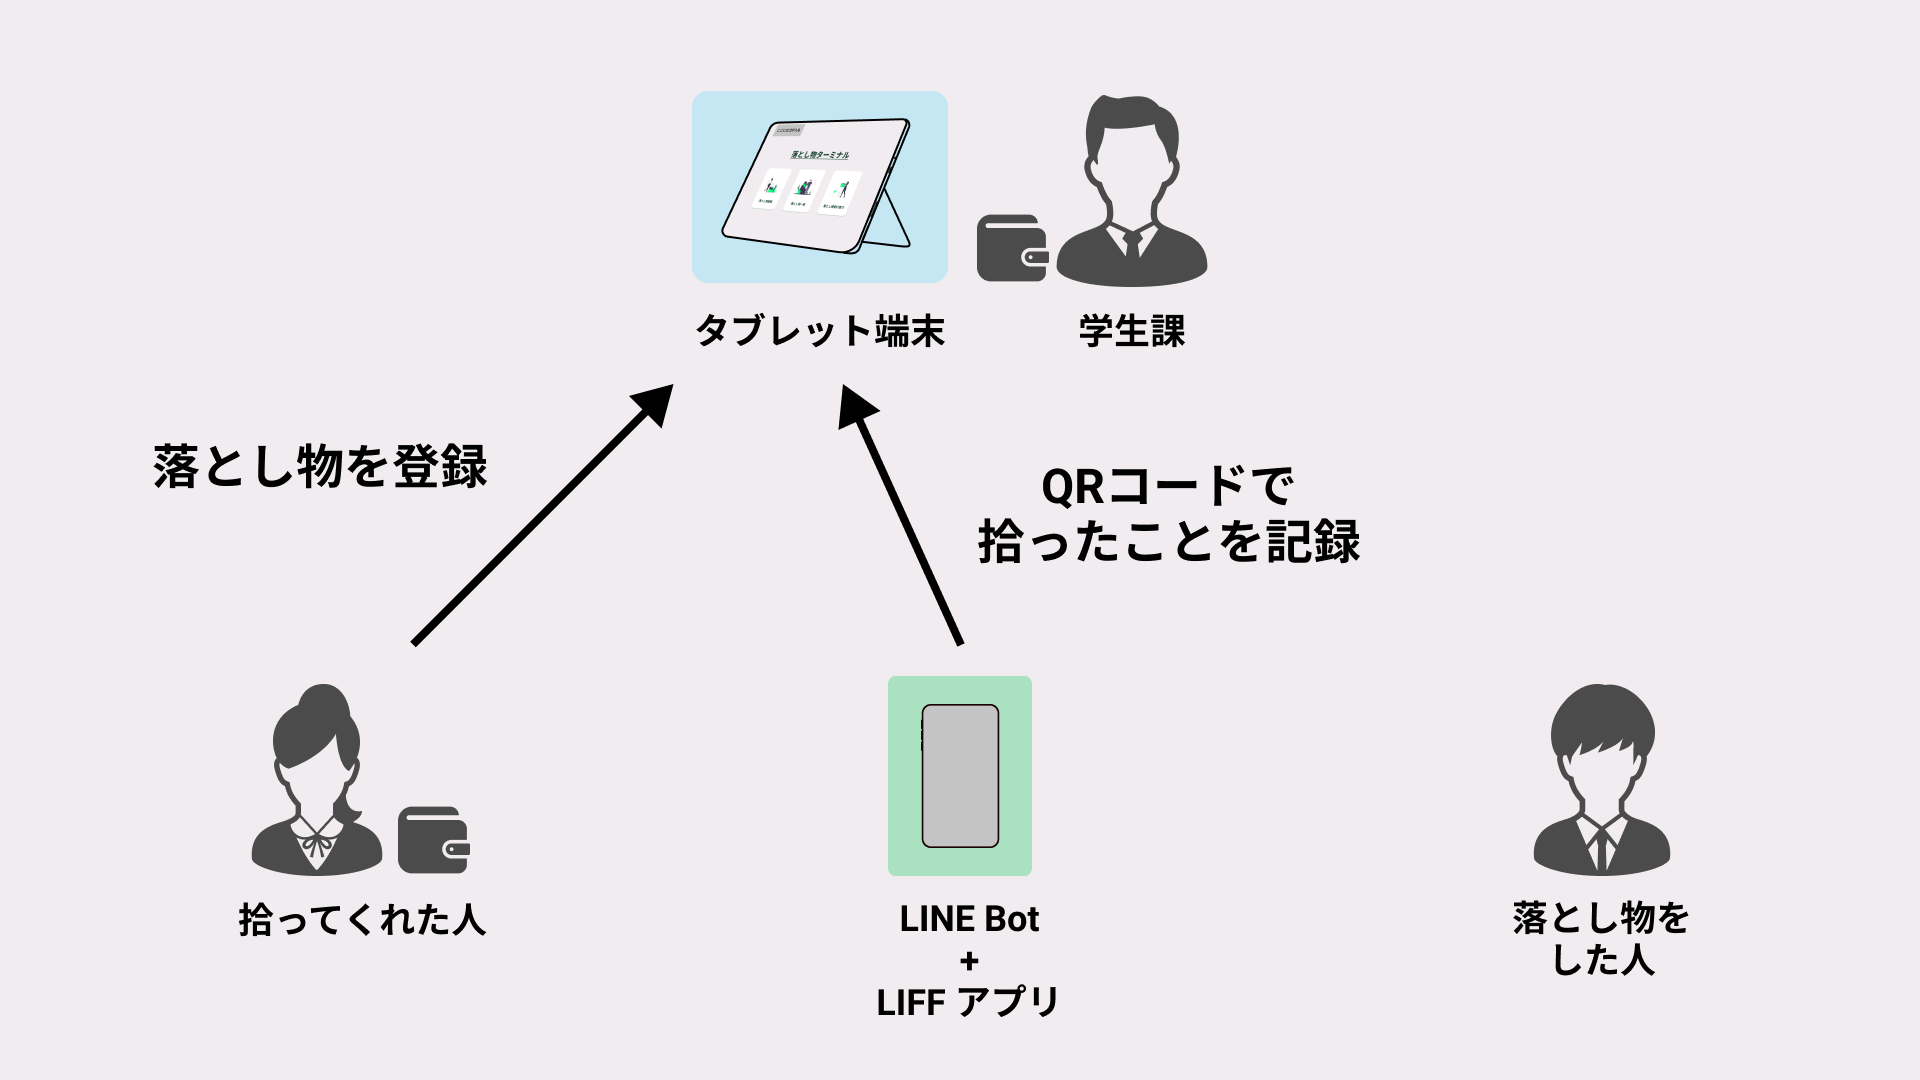 落とし物ターミナル
タブレット端末
学生課
落とし物を登録
QRコードで
拾ったことを記録
拾ってくれた人
LINE Bot
+
LIFF アプリ
落とし物を
した人